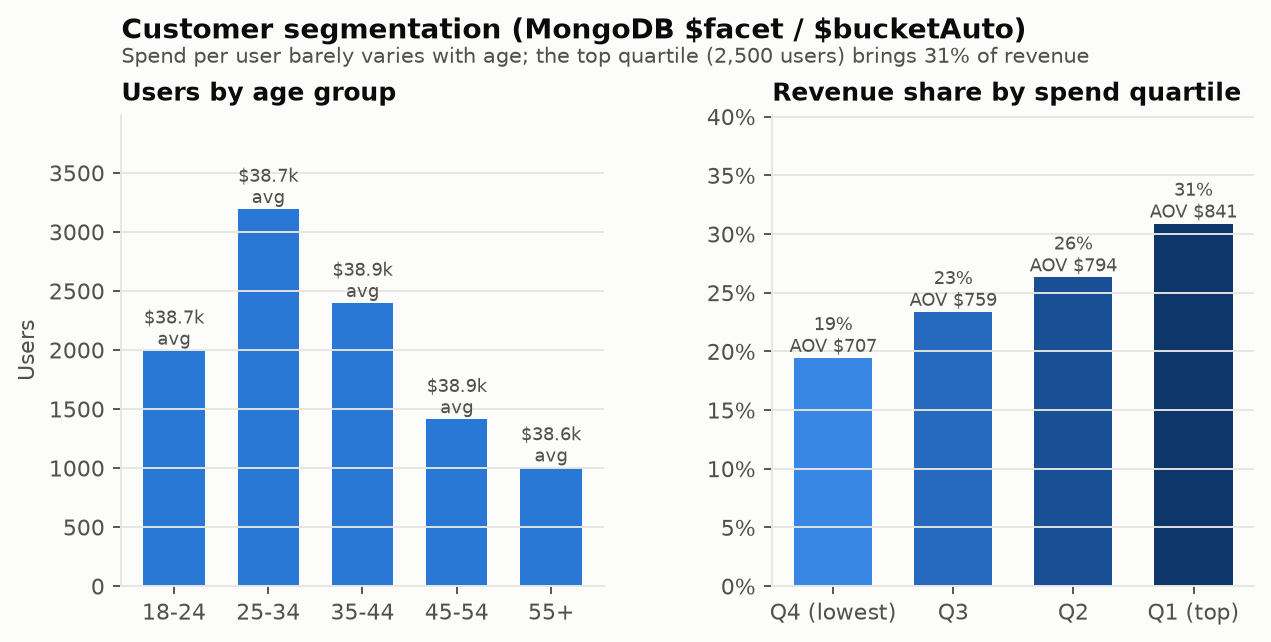 Customer segmentation (MongoDB $facet / $bucketAuto)
Spend per user barely varies with age; the top quartile (2,500 users) brings 31% of revenue
Users by age group
Users
3500
3000
2500
2000
1500
1000
500
0
$38.7k
avg
$38.7k
avg
$38.9k
avg
$38.9k
avg
$38.6k
avg
18-24
25-34
35-44
45-54
55+
Revenue share by spend quartile
40%
35%
30%
25%
20%
15%
10%
5%
0%
19%
AOV $707
23%
AOV $759
26%
AOV $794
31%
AOV $841
Q4 (lowest)
Q3
Q2
Q1 (top)